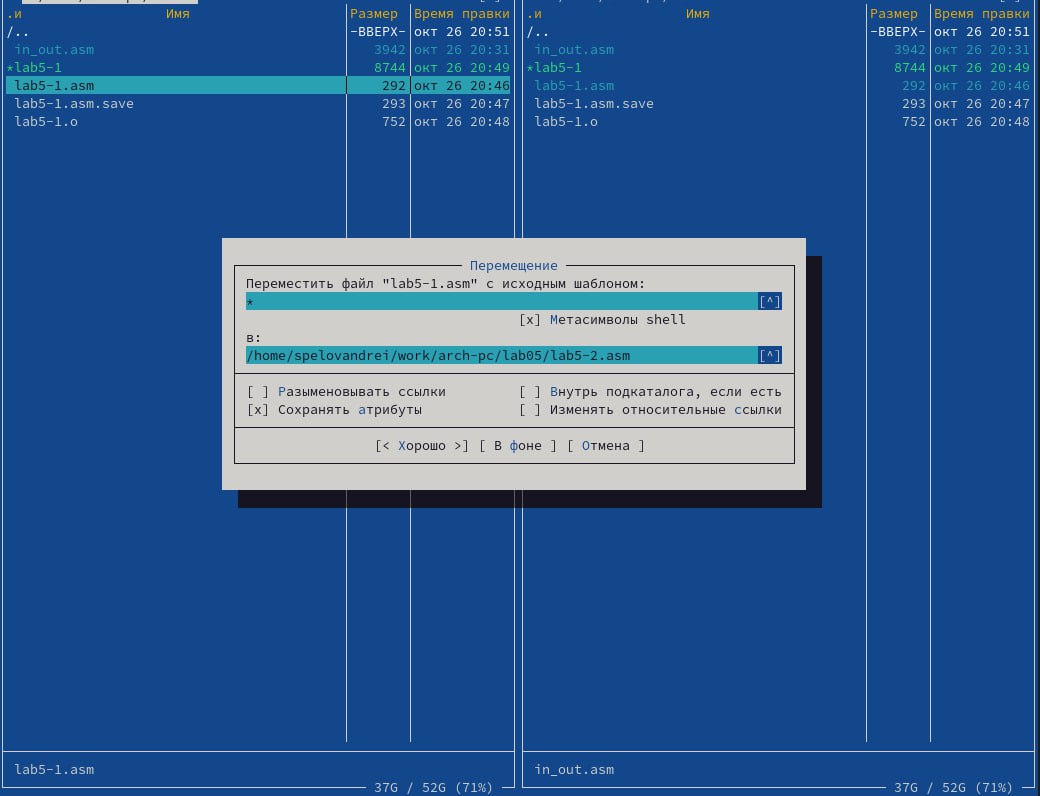 .и Имя Размер Время правки
/.. -ВВЕРХ- окт 26 20:51
in_out.asm 3942 окт 26 20:31
*lab5-1 8744 окт 26 20:49
lab5-1.asm 292 окт 26 20:46
lab5-1.asm.save 293 окт 26 20:47
lab5-1.o 752 окт 26 20:48
.и Имя Размер Время правки
/.. -ВВЕРХ- окт 26 20:51
in_out.asm 3942 окт 26 20:31
*lab5-1 8744 окт 26 20:49
lab5-1.asm 292 окт 26 20:46
lab5-1.asm.save 293 окт 26 20:47
lab5-1.o 752 окт 26 20:48
Перемещение
Переместить файл "lab5-1.asm" с исходным шаблоном:
* [^]
[x] Метасимволы shell
в:
/home/spelovandrei/work/arch-pc/lab05/lab5-2.asm [^]
[ ] Разыменовывать ссылки [ ] Внутрь подкаталога, если есть
[x] Сохранять атрибуты [ ] Изменять относительные ссылки
[< Хорошо >] [ В фоне ] [ Отмена ]
lab5-1.asm
37G / 52G (71%)
in_out.asm
37G / 52G (71%)